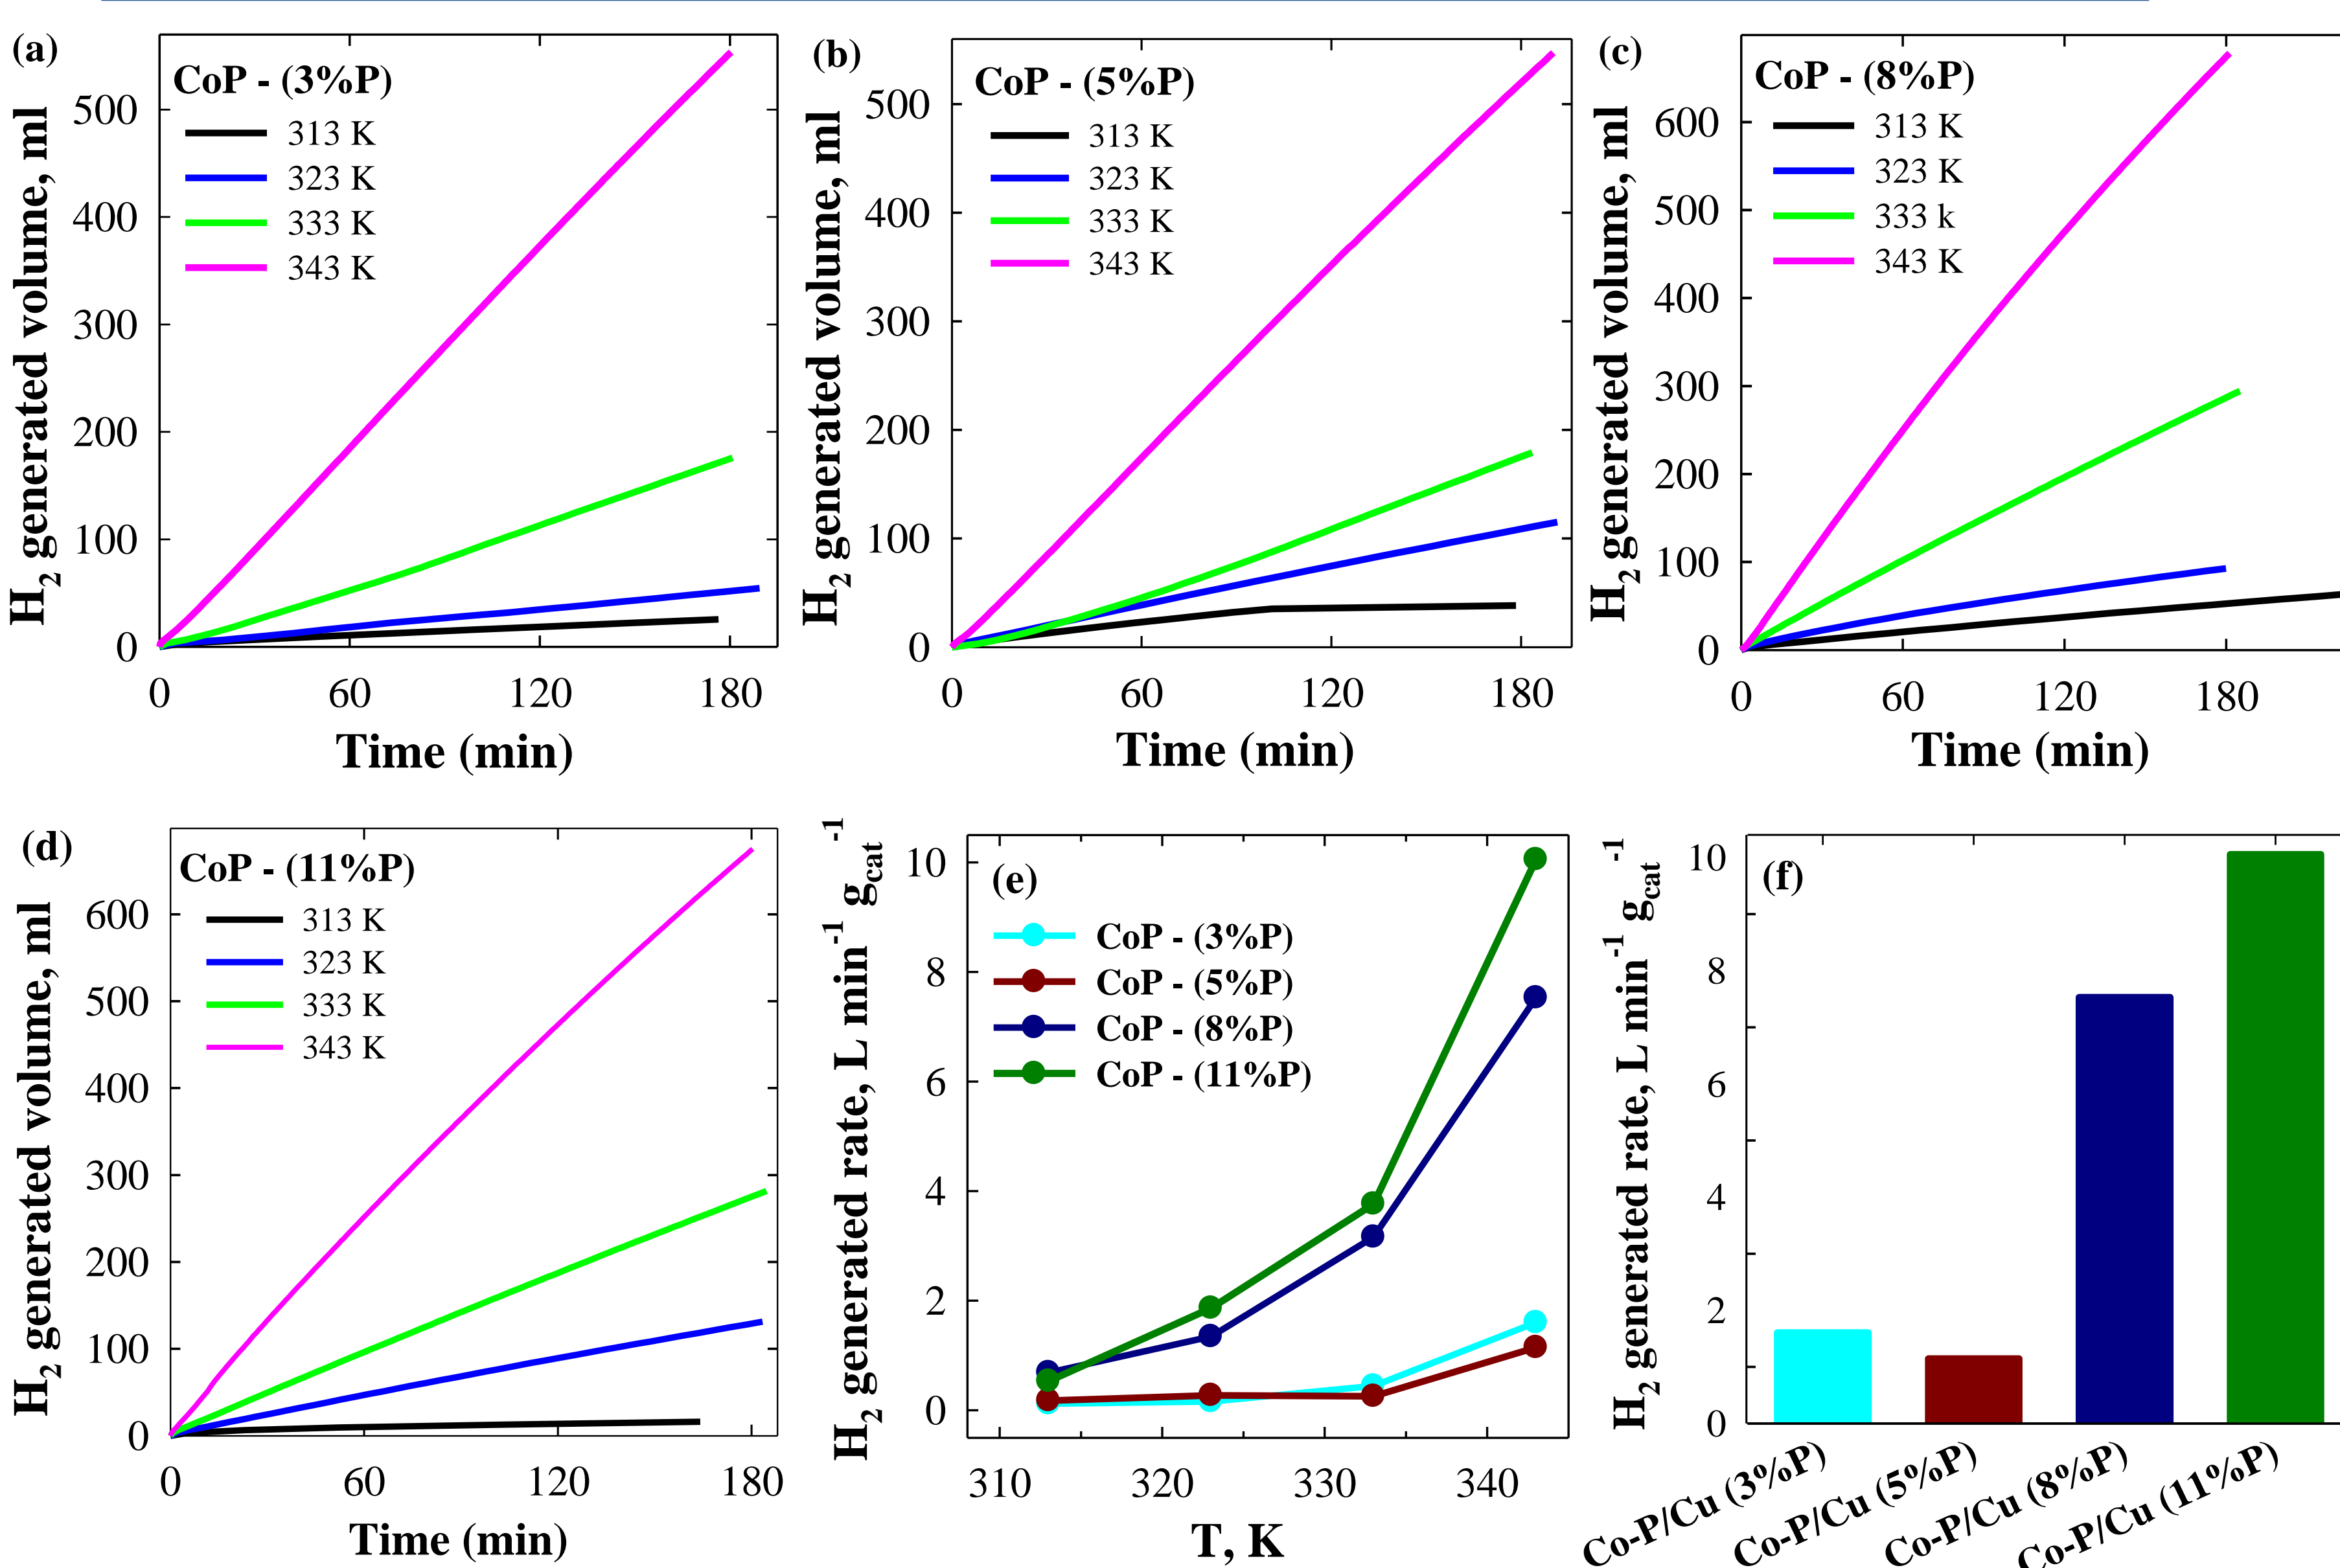 (a)
CoP - (3%P)
313 K
323 K
333 K
343 K
H2 generated volume, ml
500
400
300
200
100
0
0 60 120 180
Time (min)
(b)
CoP - (5%P)
313 K
323 K
333 K
343 K
H2 generated volume, ml
500
400
300
200
100
0
0 60 120 180
Time (min)
(c)
CoP - (8%P)
313 K
323 K
333 k
343 K
H2 generated volume, ml
600
500
400
300
200
100
0
0 60 120 180
Time (min)
(d)
CoP - (11%P)
313 K
323 K
333 K
343 K
H2 generated volume, ml
600
500
400
300
200
100
0
0 60 120 180
Time (min)
(e)
CoP - (3%P)
CoP - (5%P)
CoP - (8%P)
CoP - (11%P)
H2 generated rate, L min-1 gcat-1
10
8
6
4
2
0
310 320 330 340
T, K
(f)
H2 generated rate, L min-1 gcat-1
10
8
6
4
2
0
Co-P/Cu (3%P)
Co-P/Cu (5%P)
Co-P/Cu (8%P)
Co-P/Cu (11%P)